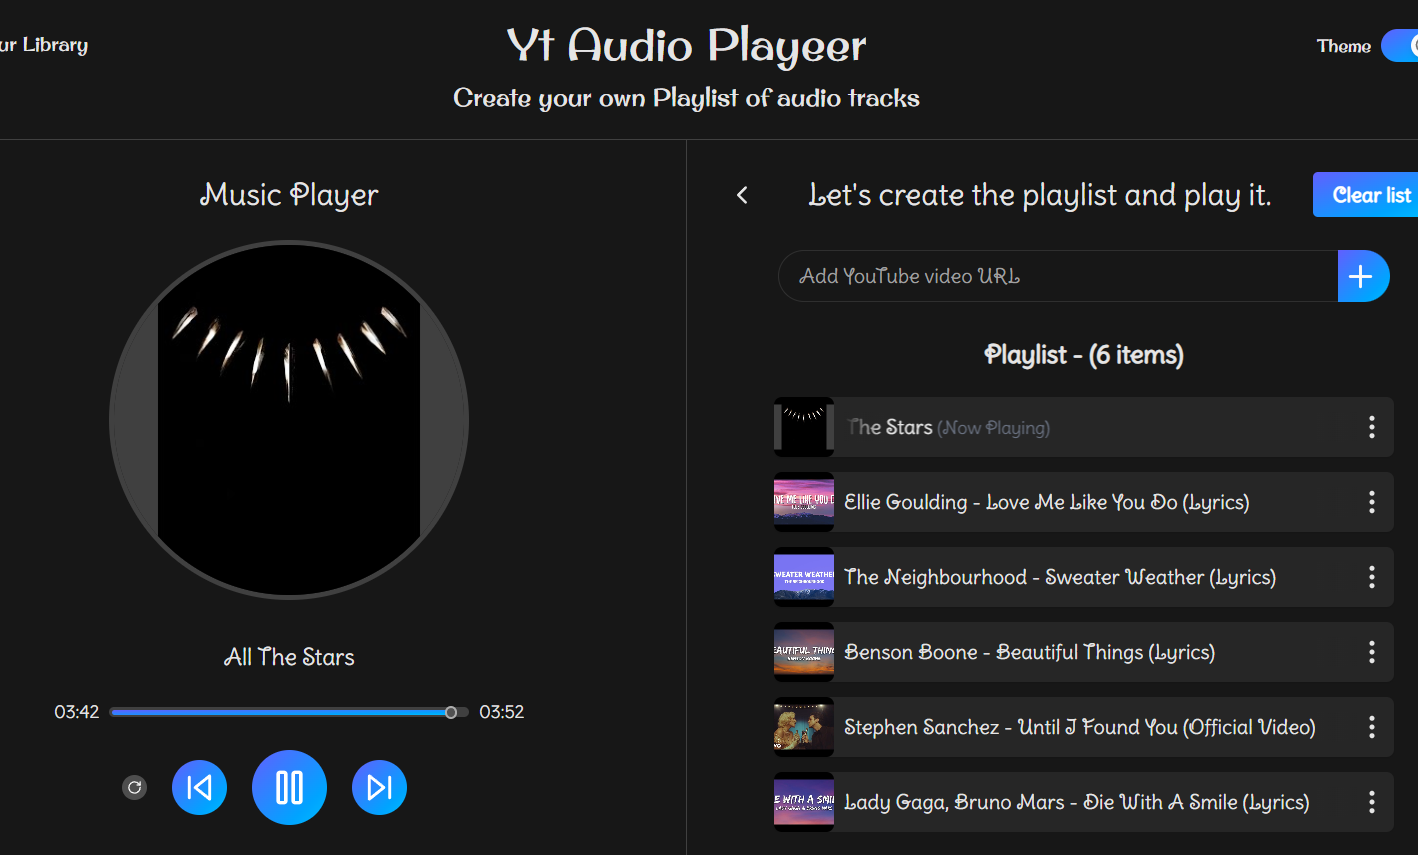 ur Library
Yt Audio Playeer
Theme
Create your own Playlist of audio tracks
Music Player
Let's create the playlist and play it.
Clear list
Add YouTube video URL
Playlist - (6 items)
The Stars (Now Playing)
Ellie Goulding - Love Me Like You Do (Lyrics)
SWEATER WEATHER
The Neighbourhood - Sweater Weather (Lyrics)
Benson Boone - Beautiful Things (Lyrics)
Stephen Sanchez - Until I Found You (Official Video)
Lady Gaga, Bruno Mars - Die With A Smile (Lyrics)
All The Stars
03:42
03:52